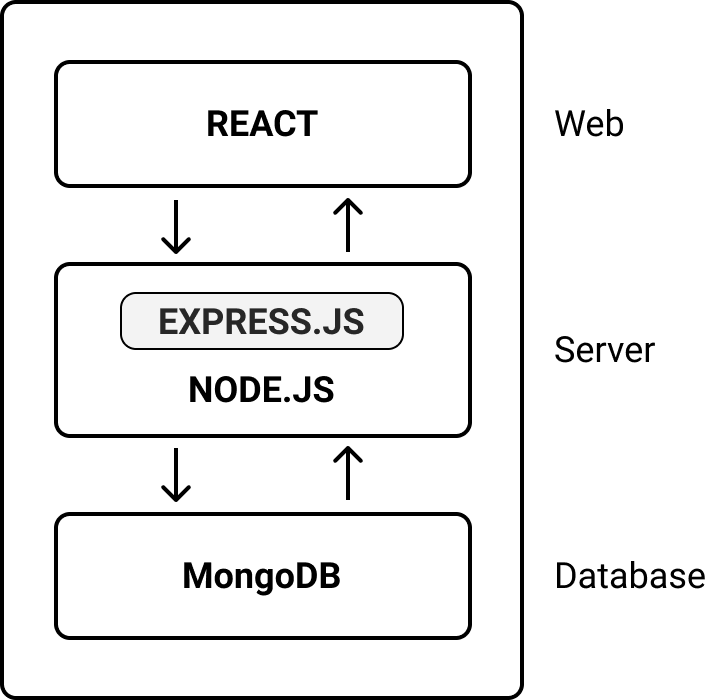 REACT
Web
EXPRESS.JS
NODE.JS
Server
MongoDB
Database